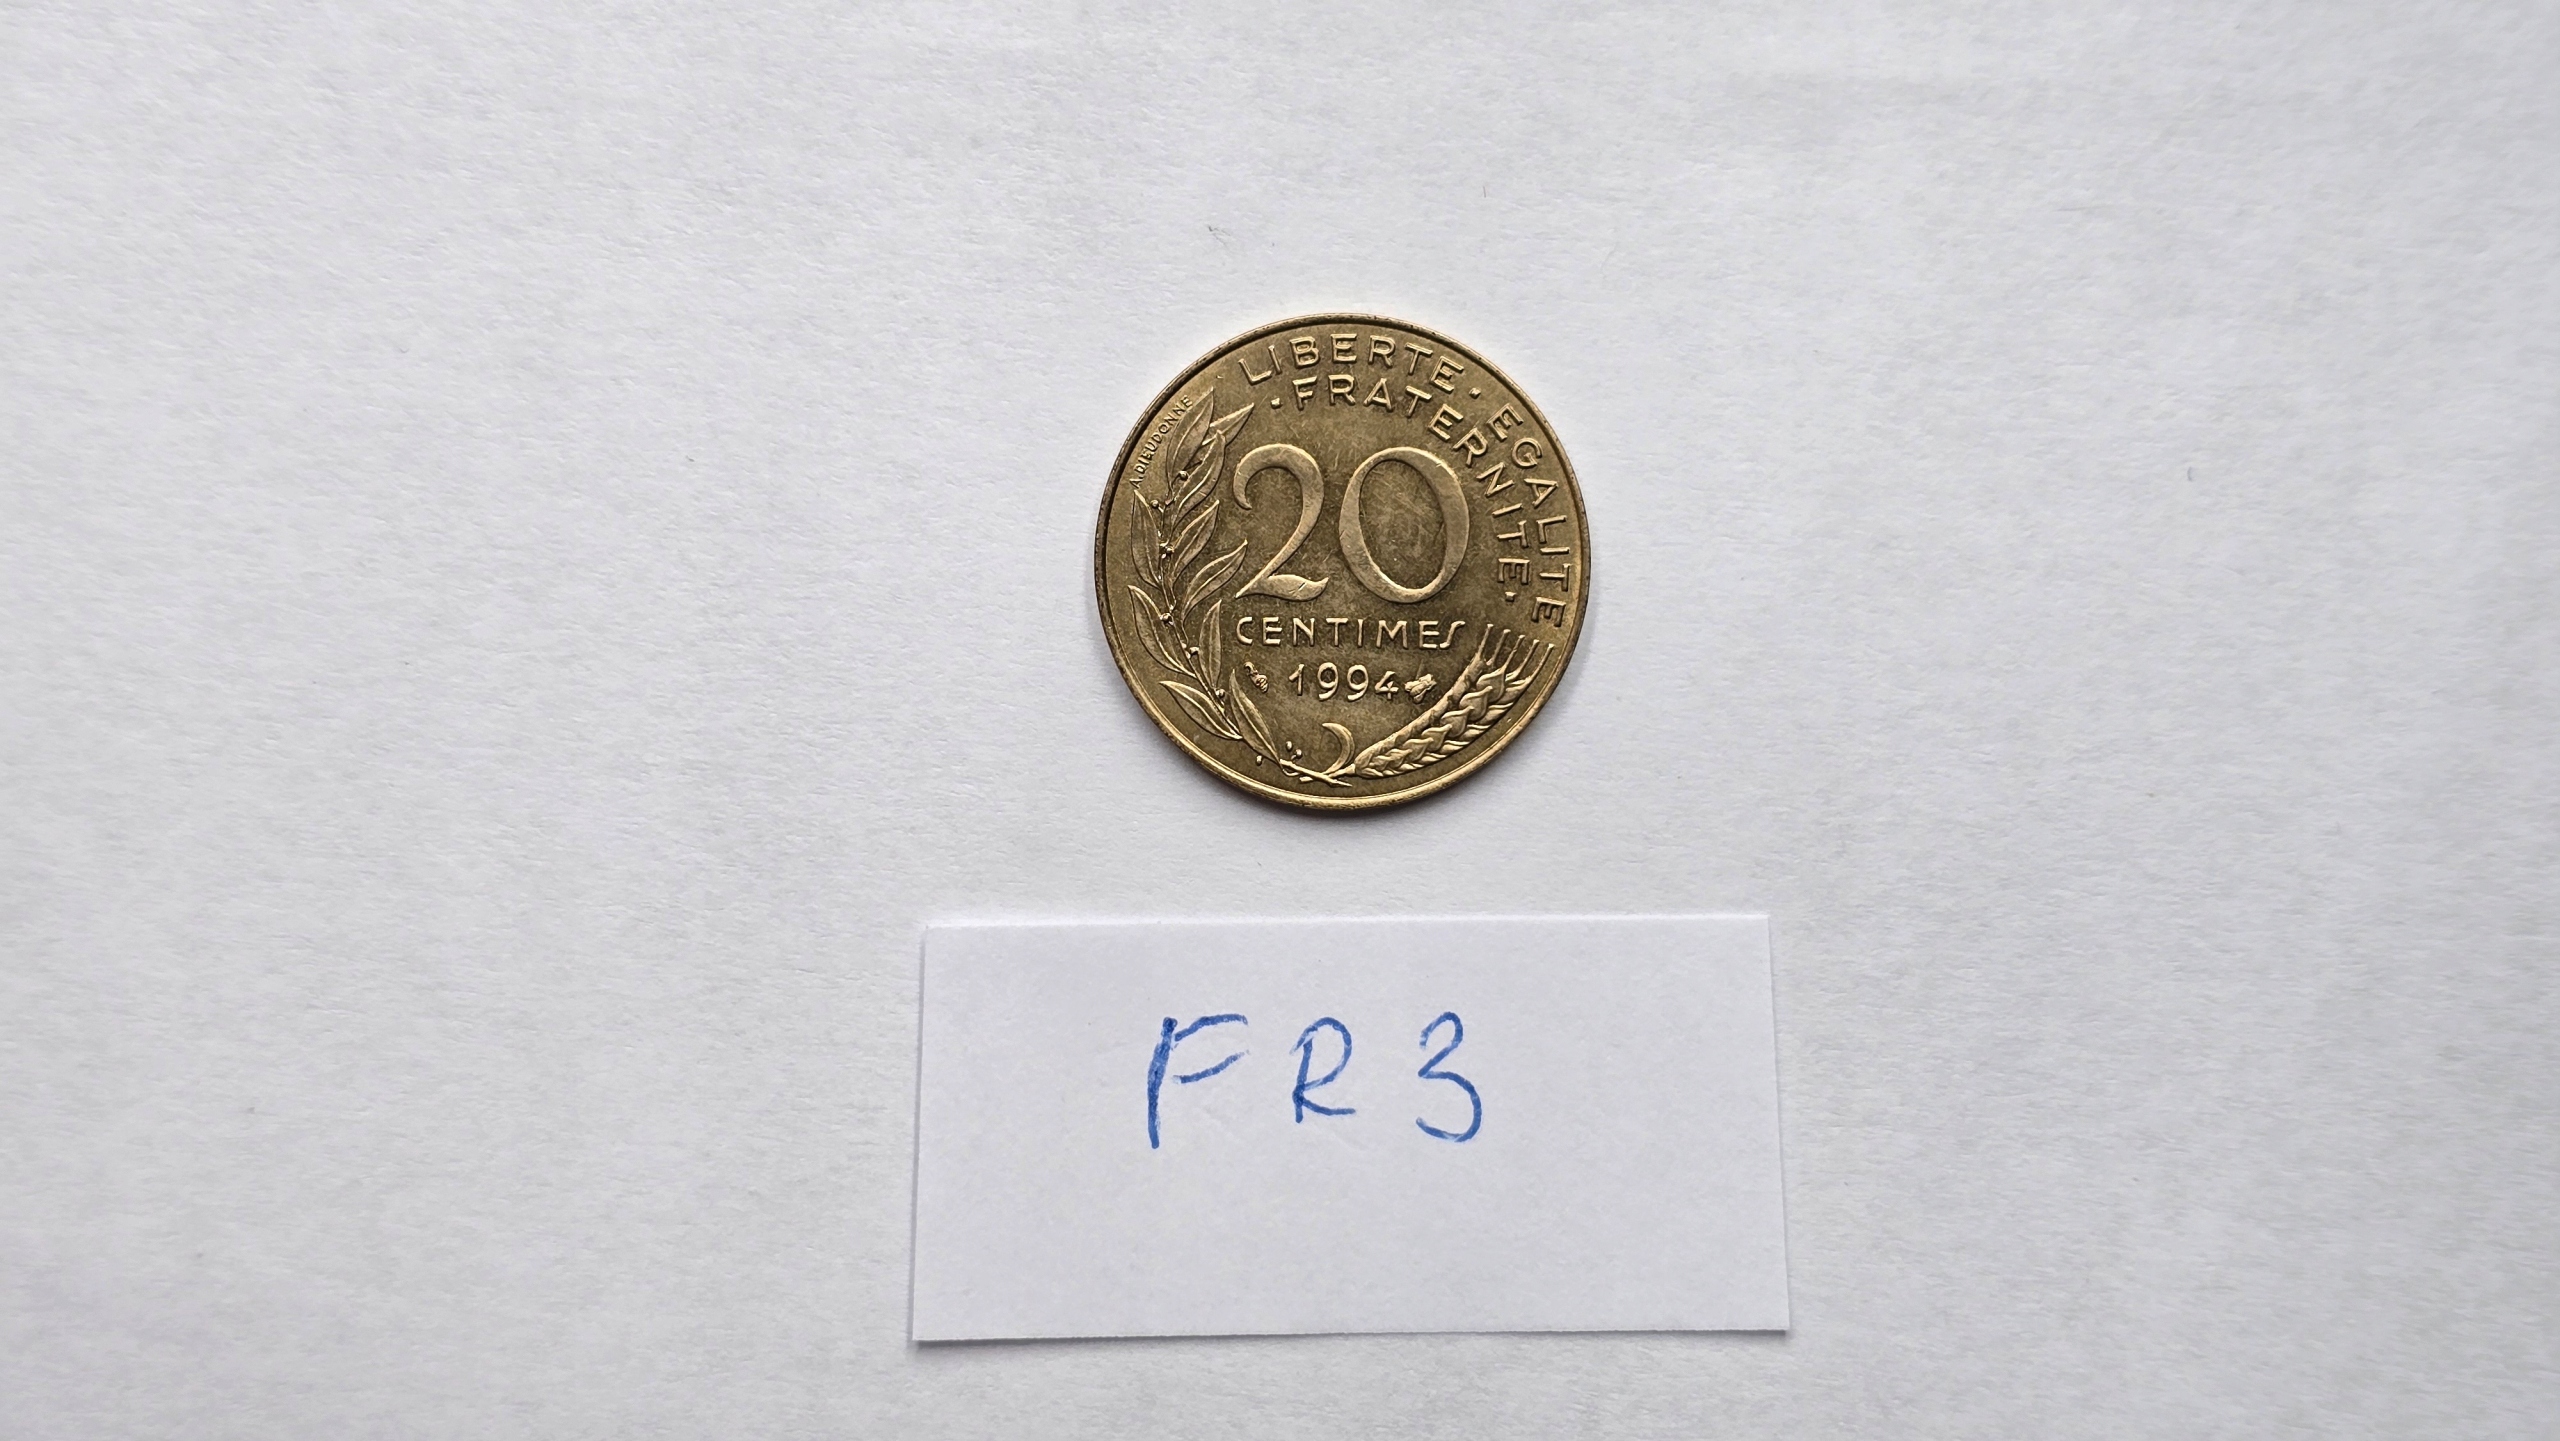 LIBERTE · EGALITE
· FRATERNITE ·
A. DIEUDONNE
20
CENTIMES
1994
FR3